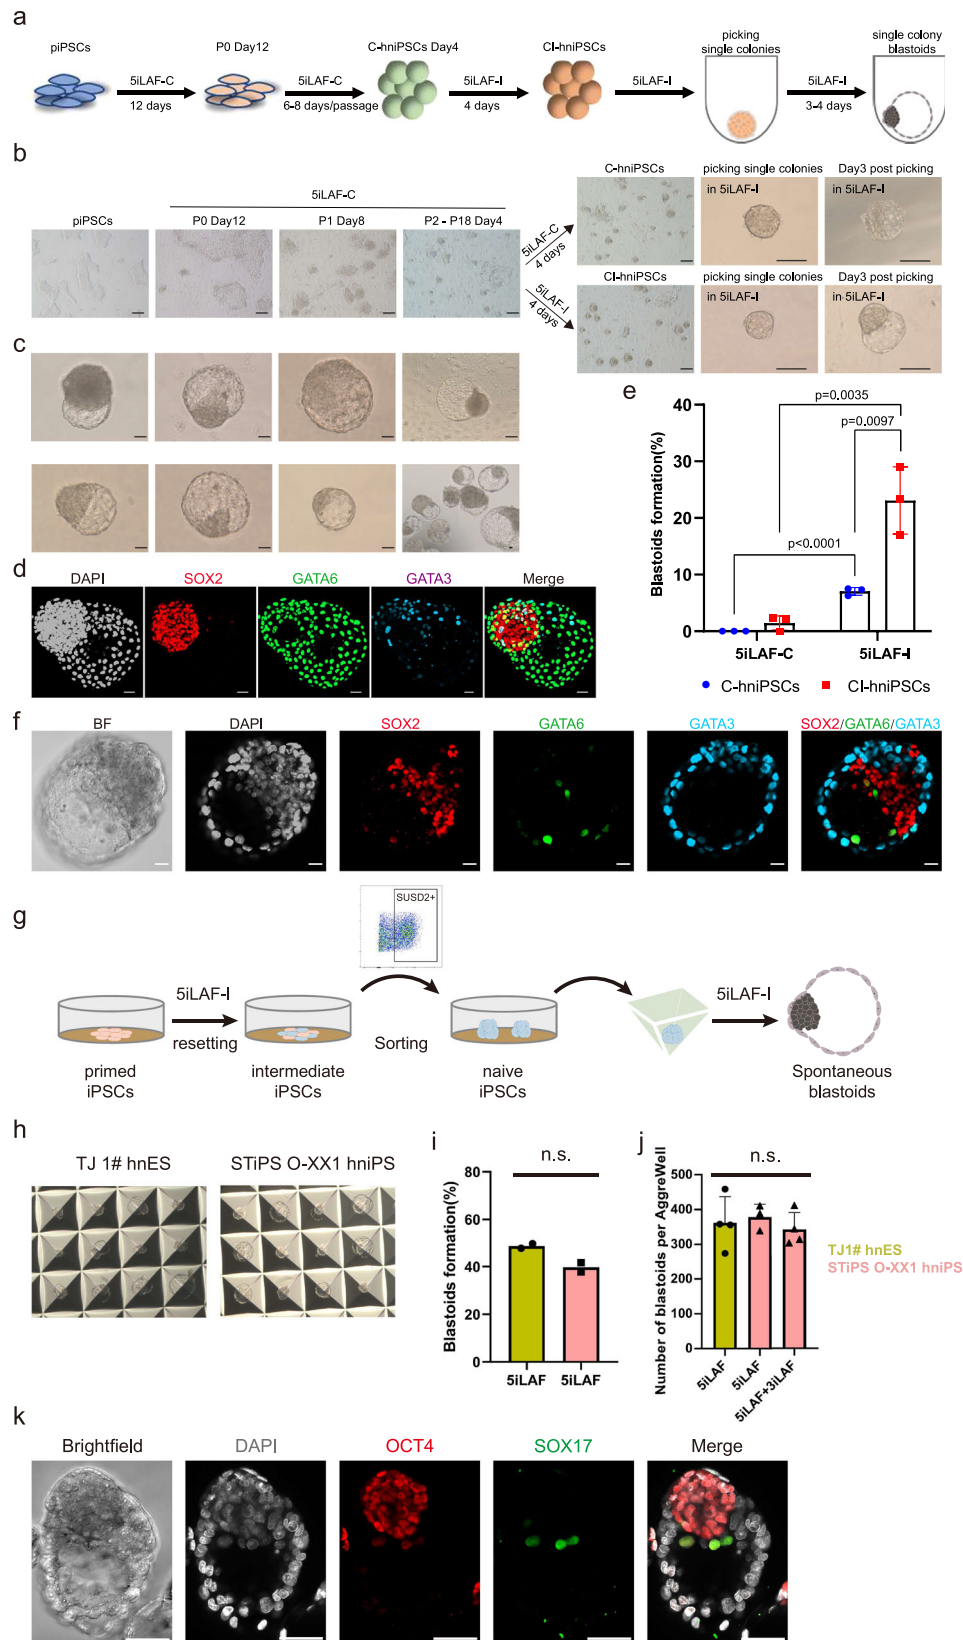 a
piPSCs
P0 Day12
C-hniPSCs Day4
CI-hniPSCs
picking
single colonies
single colony
blastoids
5iLAF-C
12 days
5iLAF-C
6-8 days/passage
5iLAF-I
4 days
5iLAF-I
5iLAF-I
3-4 days
b
5iLAF-C
piPSCs
P0 Day12
P1 Day8
P2 - P18 Day4
5iLAF-C
4 days
5iLAF-I
4 days
C-hniPSCs
picking single colonies
in 5iLAF-I
Day3 post picking
in 5iLAF-I
CI-hniPSCs
picking single colonies
in 5iLAF-I
Day3 post picking
in 5iLAF-I
c
d
DAPI
SOX2
GATA6
GATA3
Merge
e
Blastoids formation(%)
40
30
20
10
0
p=0.0035
p=0.0097
p<0.0001
5iLAF-C
5iLAF-I
C-hniPSCs
CI-hniPSCs
f
BF
DAPI
SOX2
GATA6
GATA3
SOX2/GATA6/GATA3
g
SUSD2+
5iLAF-I
resetting
Sorting
5iLAF-I
primed
iPSCs
intermediate
iPSCs
naive
iPSCs
Spontaneous
blastoids
h
TJ 1# hnES
STiPS O-XX1 hniPS
i
n.s.
Blastoids formation(%)
80
60
40
20
0
5iLAF
5iLAF
j
n.s.
Number of blastoids per AggreWell
500
400
300
200
100
0
5iLAF
5iLAF
5iLAF+3iLAF
TJ1# hnES
STiPS O-XX1 hniPS
k
Brightfield
DAPI
OCT4
SOX17
Merge